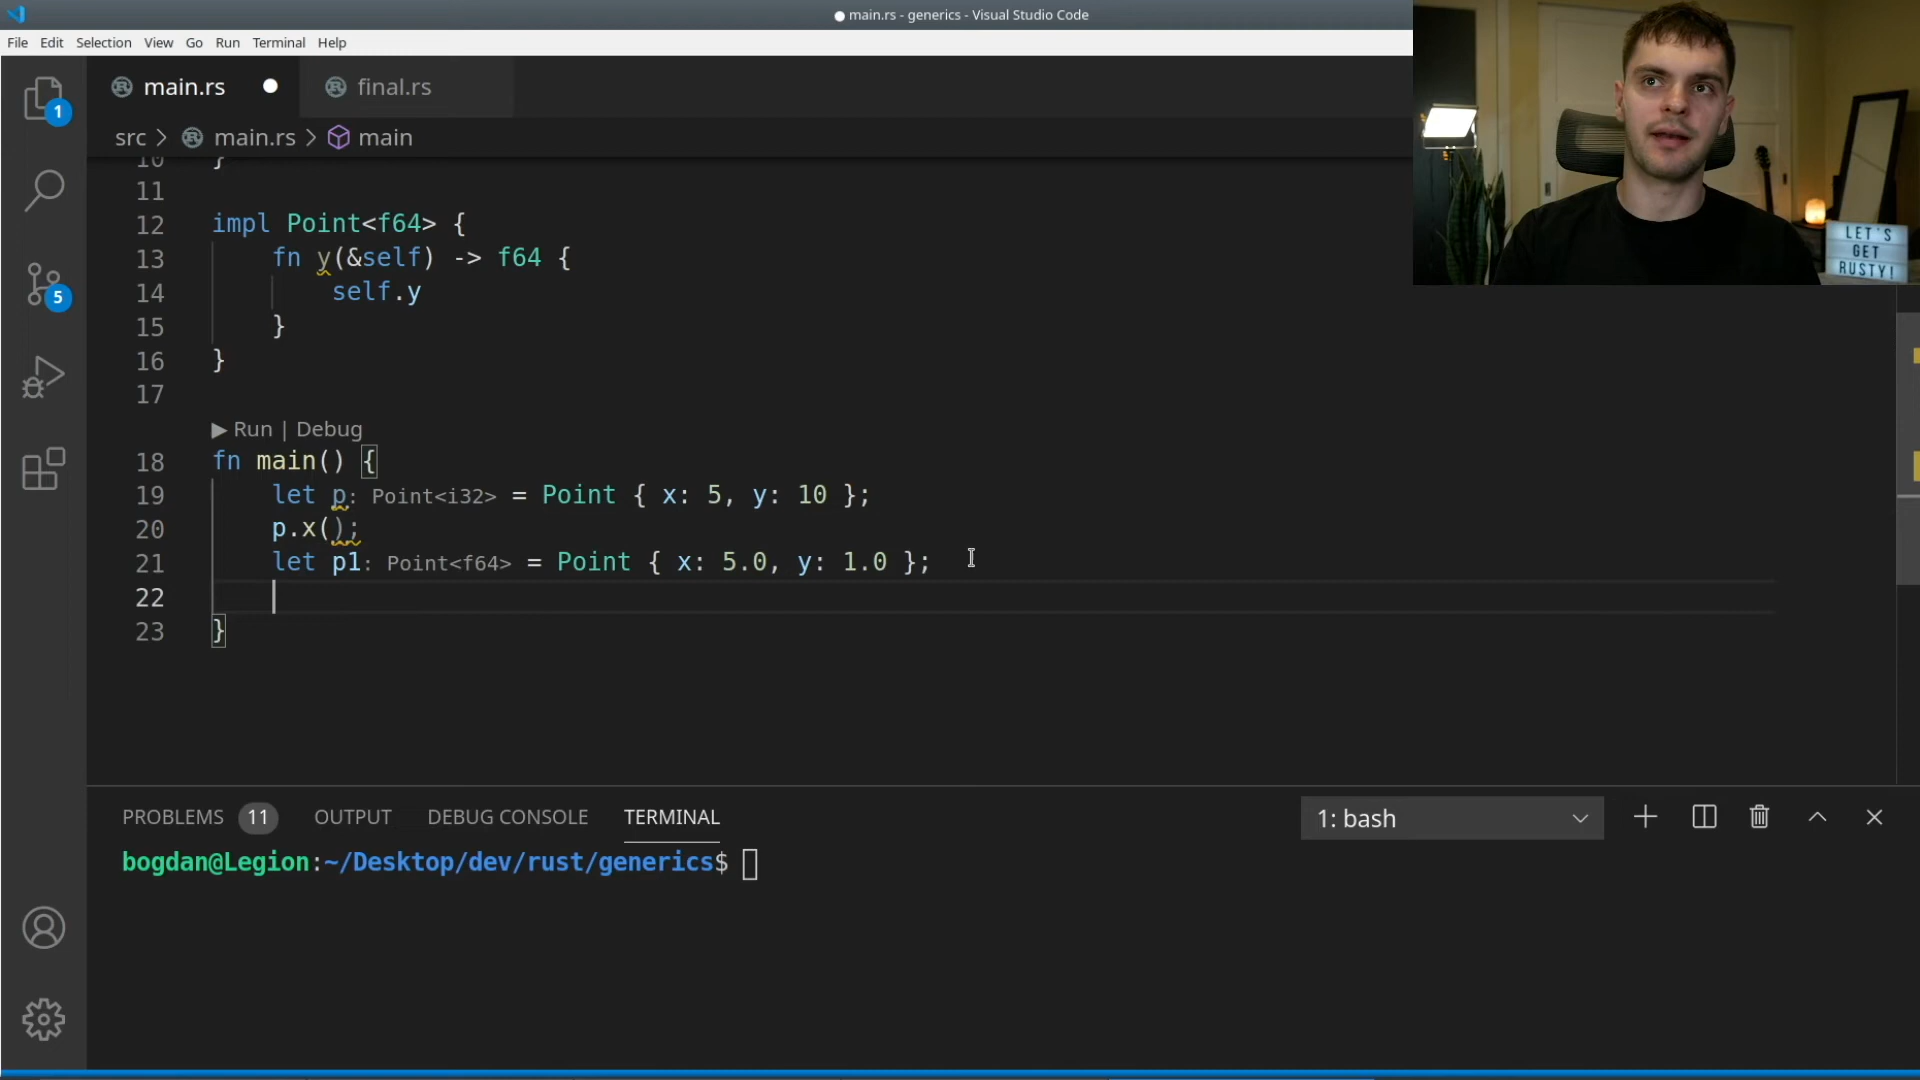 main.rs - generics - Visual Studio Code
File Edit Selection View Go Run Terminal Help
main.rs
final.rs
src > main.rs > main
1
5
10 }
11
12 impl Point<f64> {
13 fn y(&self) -> f64 {
14 self.y
15 }
16 }
17
▶ Run | Debug
18 fn main() {
19 let p: Point<i32> = Point { x: 5, y: 10 };
20 p.x();
21 let p1: Point<f64> = Point { x: 5.0, y: 1.0 };
22
23 }
LET'S
GET
RUSTY!
PROBLEMS 11 OUTPUT DEBUG CONSOLE TERMINAL
1: bash
bogdan@Legion:~/Desktop/dev/rust/generics$